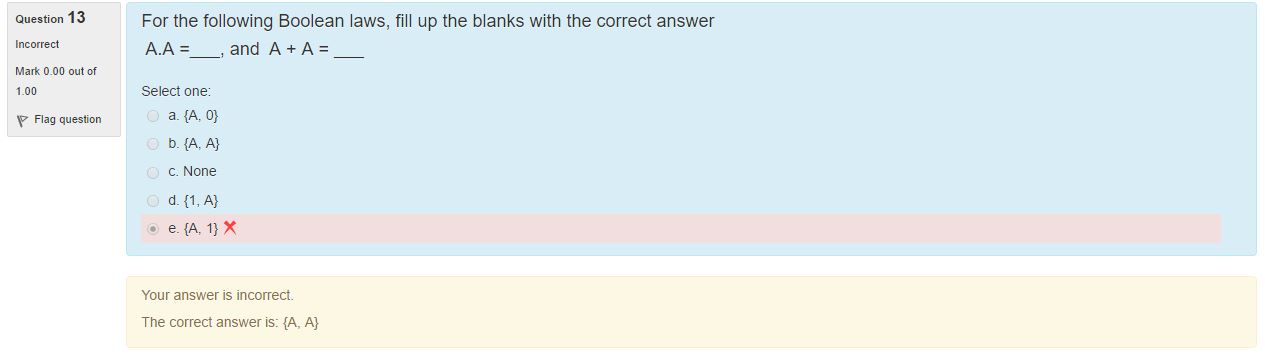 Question 13
Incorrect
Mark 0.00 out of
1.00
Flag question
For the following Boolean laws, fill up the blanks with the correct answer
A.A =___, and A + A = ___
Select one:
a. {A, 0}
b. {A, A}
c. None
d. {1, A}
e. {A, 1}
Your answer is incorrect.
The correct answer is: {A, A}